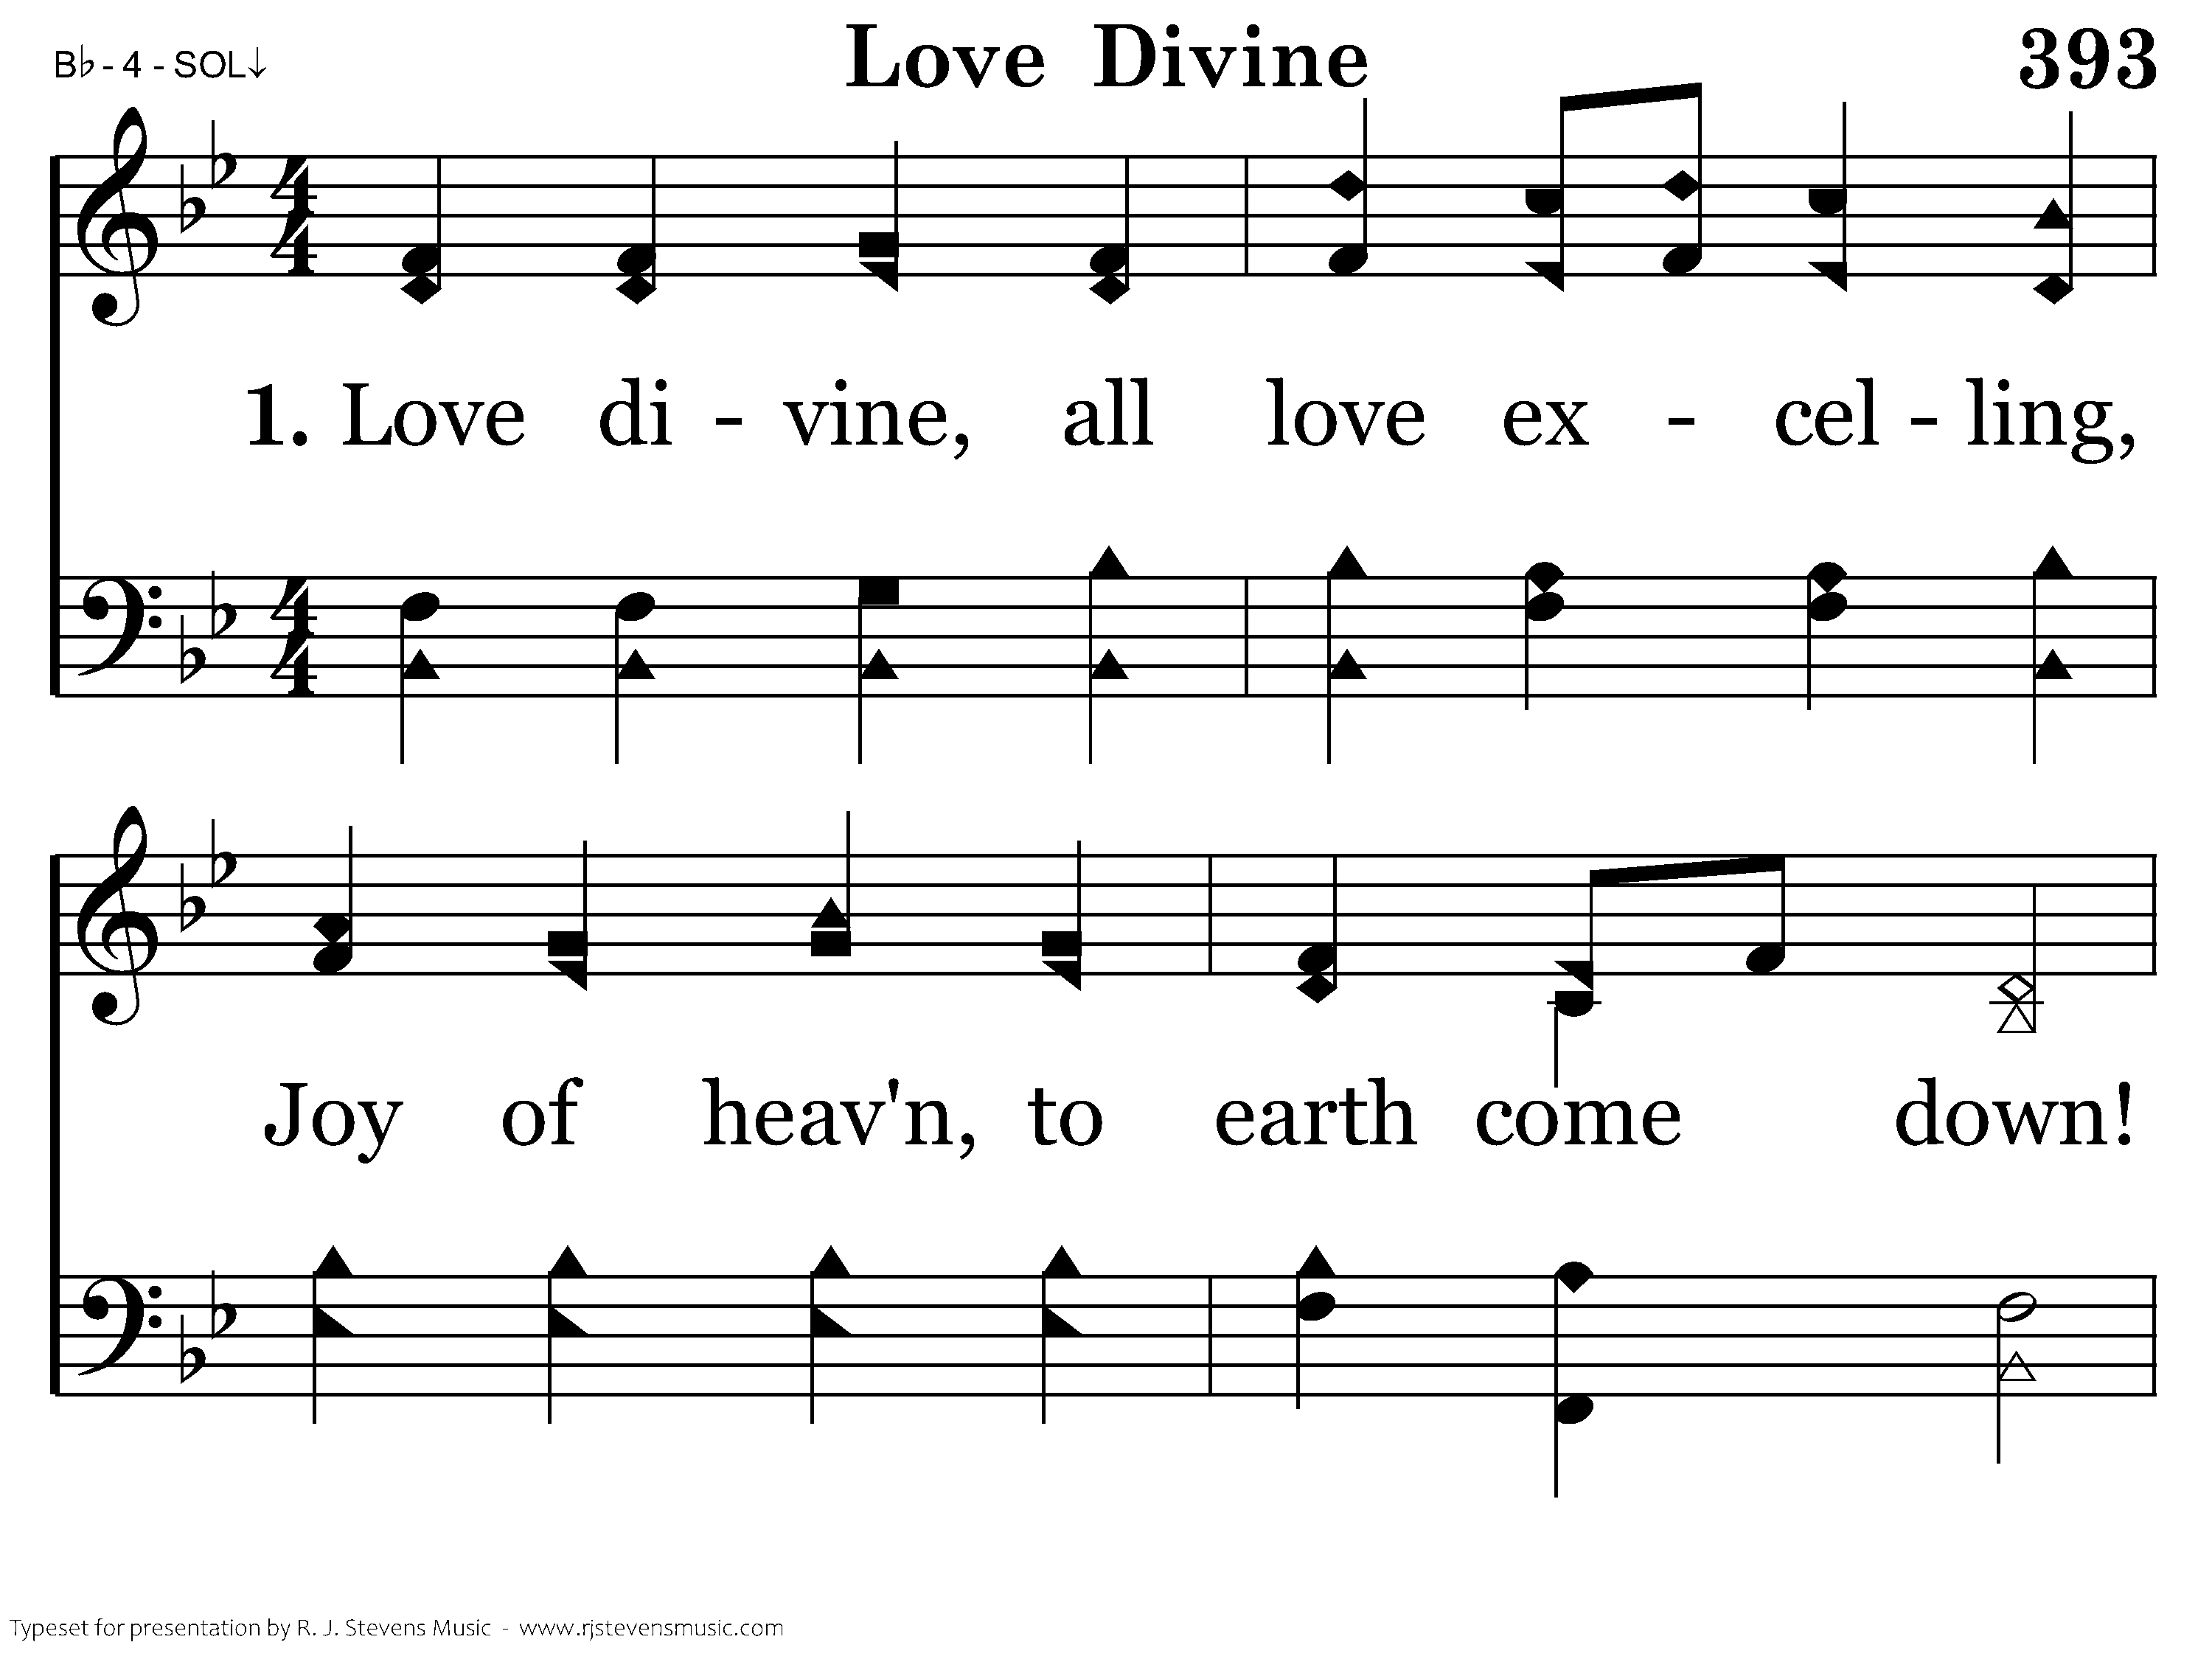 B♭ - 4 - SOL↓
Love Divine
393
1. Love di - vine, all love ex - cel - ling,
Joy of heav'n, to earth come down!
Typeset for presentation by R. J. Stevens Music - www.rjstevensmusic.com